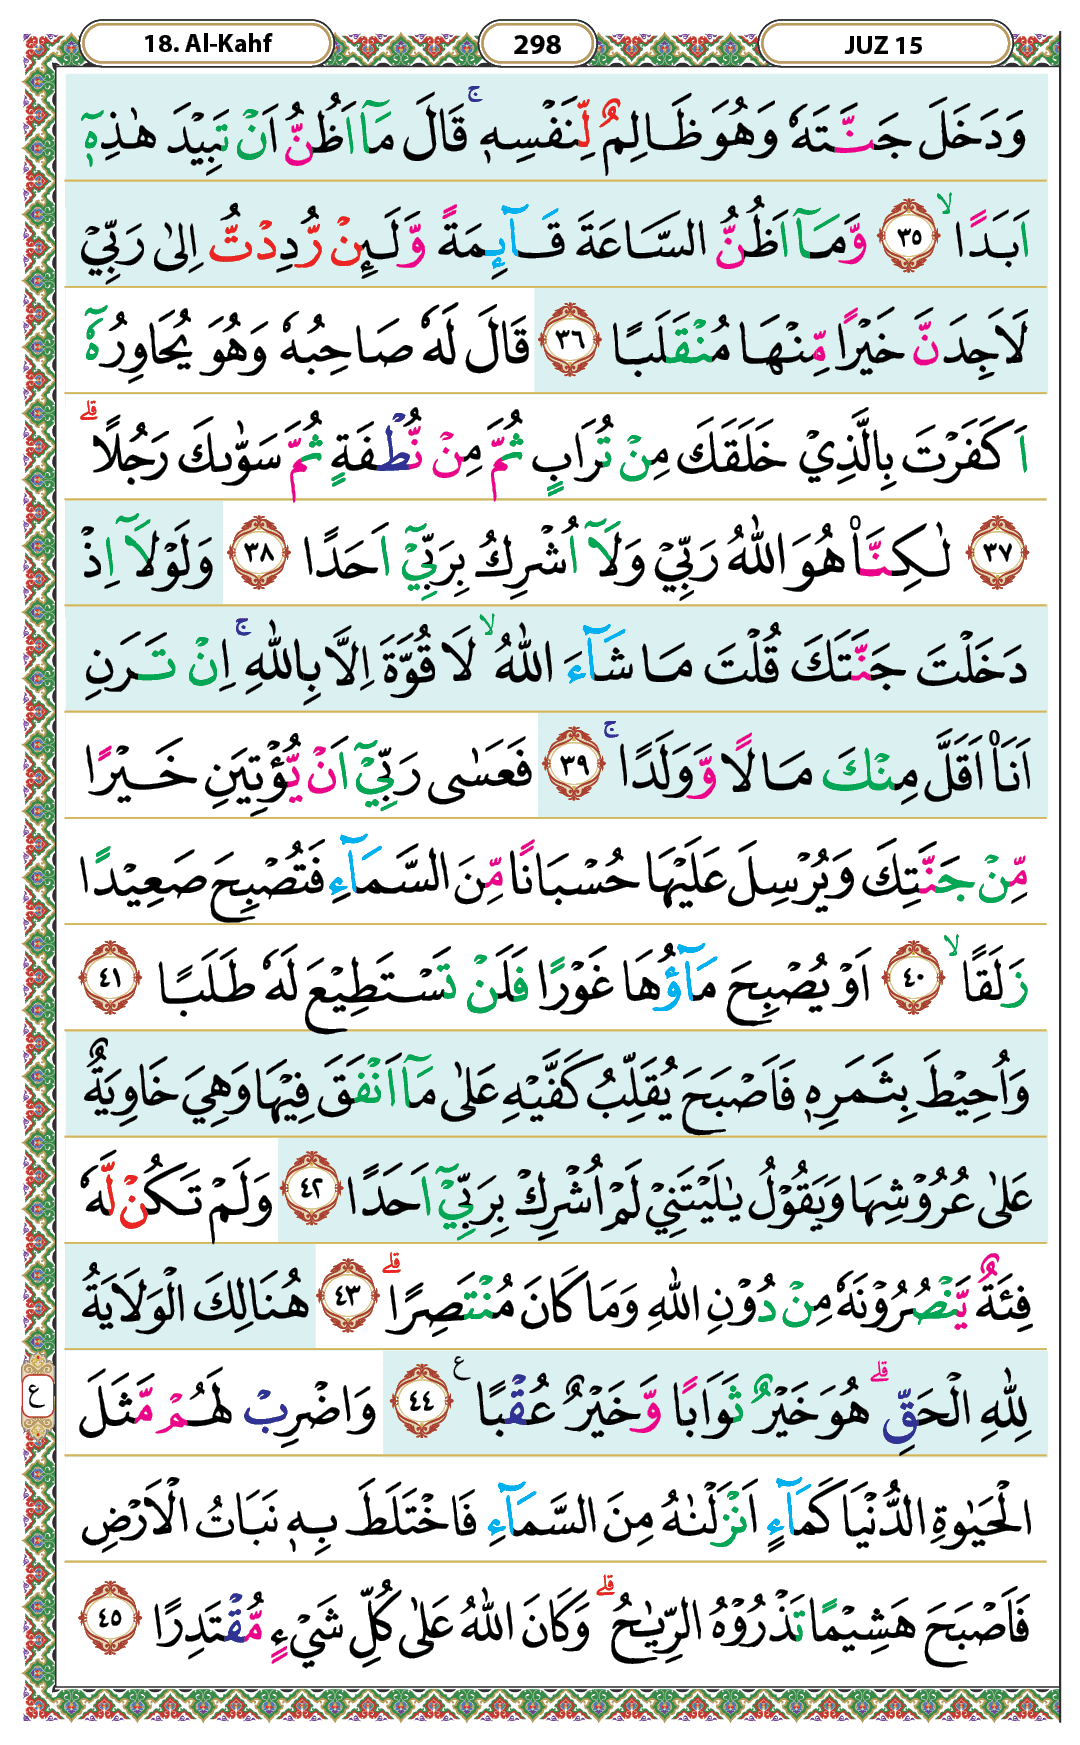 18. Al-Kahf 298 JUZ 15
وَدَخَلَ جَنَّتَهٗ وَهُوَ ظَالِمٌ لِّنَفْسِهٖ ۚ قَالَ مَآ اَظُنُّ اَنْ تَبِيْدَ هٰذِهٖٓ
اَبَدًا ۙ ٣٥ وَّمَآ اَظُنُّ السَّاعَةَ قَآىِٕمَةً وَّلَىِٕنْ رُّدِدْتُّ اِلٰى رَبِّيْ
لَاَجِدَنَّ خَيْرًا مِّنْهَا مُنْقَلَبًا ٣٦ قَالَ لَهٗ صَاحِبُهٗ وَهُوَ يُحَاوِرُهٗٓ
اَكَفَرْتَ بِالَّذِيْ خَلَقَكَ مِنْ تُرَابٍ ثُمَّ مِنْ نُّطْفَةٍ ثُمَّ سَوّٰىكَ رَجُلًا ۗ
٣٧ لٰكِنَّا۠ هُوَ اللّٰهُ رَبِّيْ وَلَآ اُشْرِكُ بِرَبِّيْٓ اَحَدًا ٣٨ وَلَوْلَآ اِذْ
دَخَلْتَ جَنَّتَكَ قُلْتَ مَا شَآءَ اللّٰهُ ۙ لَا قُوَّةَ اِلَّا بِاللّٰهِ ۚ اِنْ تَرَنِ
اَنَا۠ اَقَلَّ مِنْكَ مَالًا وَّوَلَدًا ۚ ٣٩ فَعَسٰى رَبِّيْٓ اَنْ يُّؤْتِيَنِ خَيْرًا
مِّنْ جَنَّتِكَ وَيُرْسِلَ عَلَيْهَا حُسْبَانًا مِّنَ السَّمَآءِ فَتُصْبِحَ صَعِيْدًا
زَلَقًا ۙ ٤٠ اَوْ يُصْبِحَ مَآؤُهَا غَوْرًا فَلَنْ تَسْتَطِيْعَ لَهٗ طَلَبًا ٤١
وَاُحِيْطَ بِثَمَرِهٖ فَاَصْبَحَ يُقَلِّبُ كَفَّيْهِ عَلٰى مَآ اَنْفَقَ فِيْهَا وَهِيَ خَاوِيَةٌ
عَلٰى عُرُوْشِهَا وَيَقُوْلُ يٰلَيْتَنِيْ لَمْ اُشْرِكْ بِرَبِّيْٓ اَحَدًا ٤٢ وَلَمْ تَكُنْ لَّهٗ
فِئَةٌ يَّنْصُرُوْنَهٗ مِنْ دُوْنِ اللّٰهِ وَمَا كَانَ مُنْتَصِرًا ۗ ٤٣ هُنَالِكَ الْوَلَايَةُ
لِلّٰهِ الْحَقِّ ۗ هُوَ خَيْرٌ ثَوَابًا وَّخَيْرٌ عُقْبًا ع ٤٤ وَاضْرِبْ لَهُمْ مَّثَلَ ع
الْحَيٰوةِ الدُّنْيَا كَمَآءٍ اَنْزَلْنٰهُ مِنَ السَّمَآءِ فَاخْتَلَطَ بِهٖ نَبَاتُ الْاَرْضِ
فَاَصْبَحَ هَشِيْمًا تَذْرُوْهُ الرِّيٰحُ ۗ وَكَانَ اللّٰهُ عَلٰى كُلِّ شَيْءٍ مُّقْتَدِرًا ٤٥